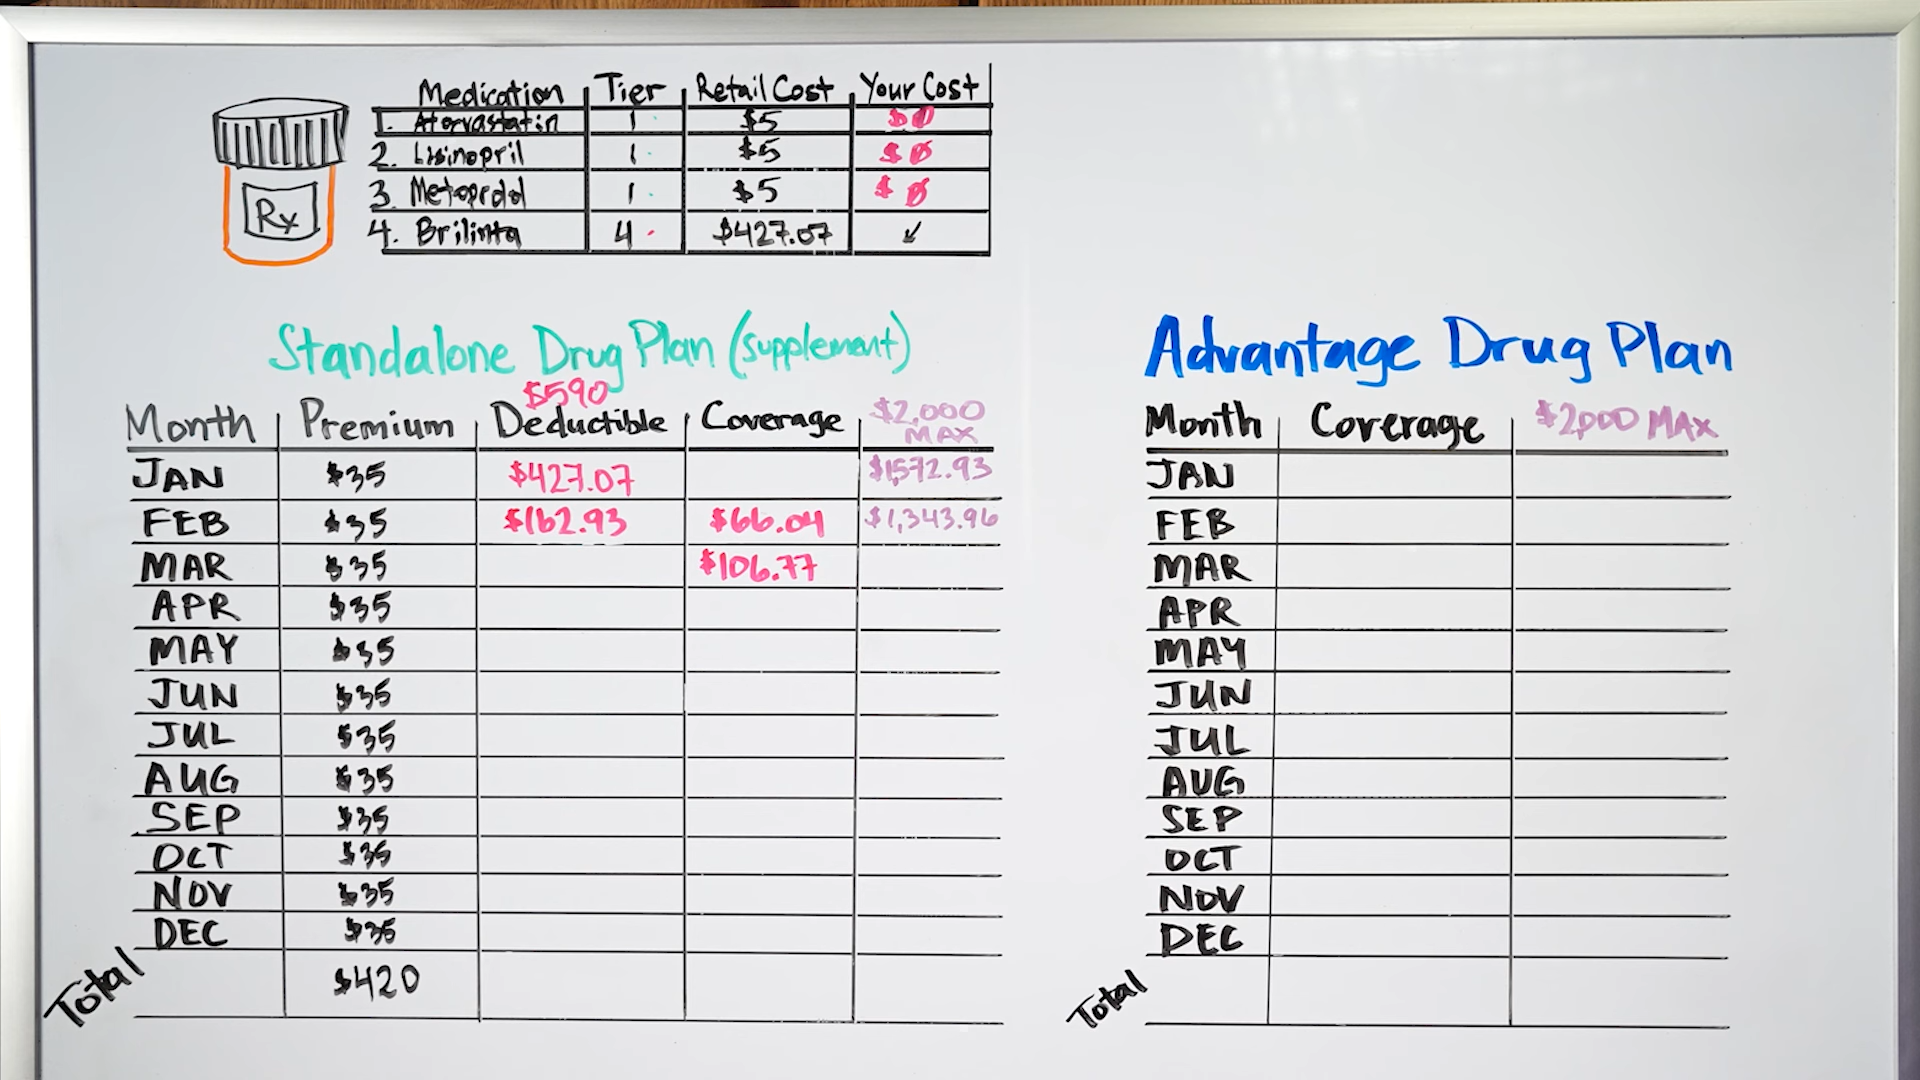 Medication Tier Retail Cost Your Cost
1. Atorvastatin 1 $5 $0
2. Lisinopril 1 $5 $0
3. Metoprolol 1 $5 $0
4. Brilinta 4 $427.07 ↙
Rx
Standalone Drug Plan (supplement)
$590
Month Premium Deductible Coverage $2,000 MAX
JAN $35 $427.07 $1572.93
FEB $35 $162.93 $66.04 $1,343.96
MAR $35 $106.77
APR $35
MAY $35
JUN $35
JUL $35
AUG $35
SEP $35
OCT $35
NOV $35
DEC $35
Total $420
Advantage Drug Plan
Month Coverage $2,000 MAX
JAN
FEB
MAR
APR
MAY
JUN
JUL
AUG
SEP
OCT
NOV
DEC
Total